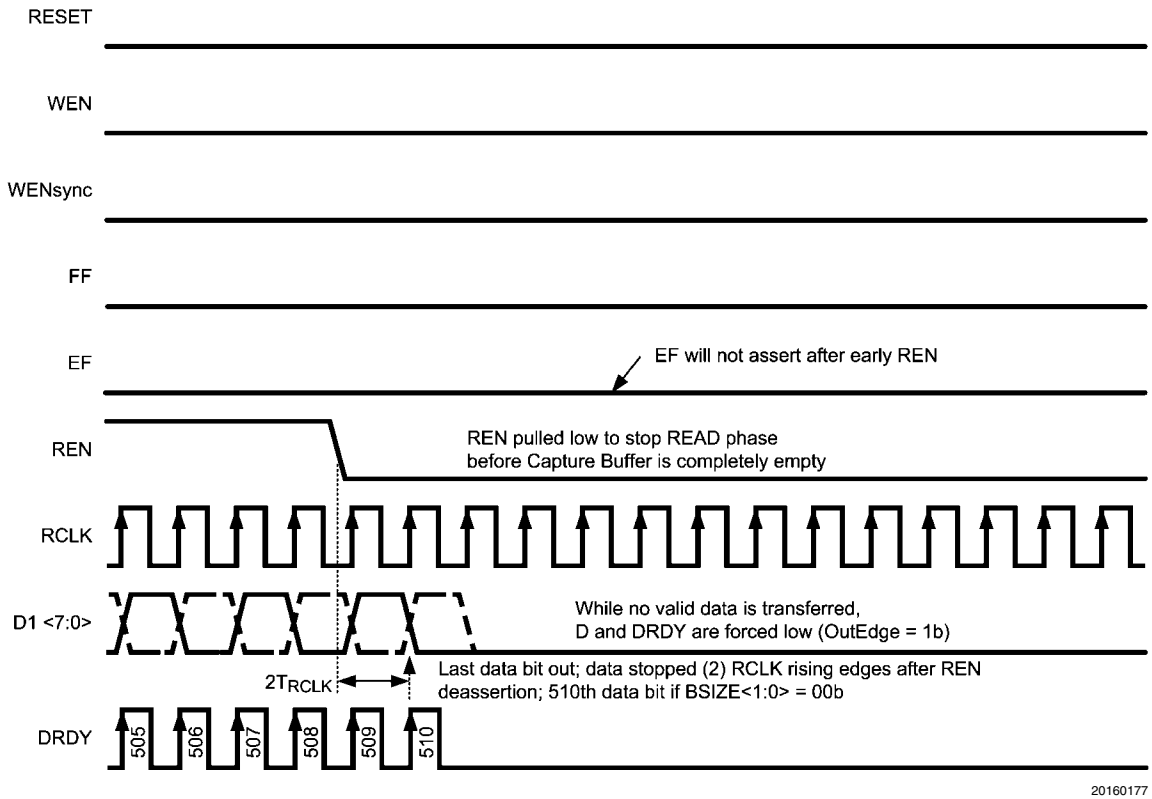 RESET
WEN
WENsync
FF
EF
EF will not assert after early REN
REN
REN pulled low to stop READ phase
before Capture Buffer is completely empty
RCLK
D1 <7:0>
While no valid data is transferred,
D and DRDY are forced low (OutEdge = 1b)
2TRCLK
Last data bit out; data stopped (2) RCLK rising edges after REN
deassertion; 510th data bit if BSIZE<1:0> = 00b
DRDY
505 506 507 508 509 510
20160177